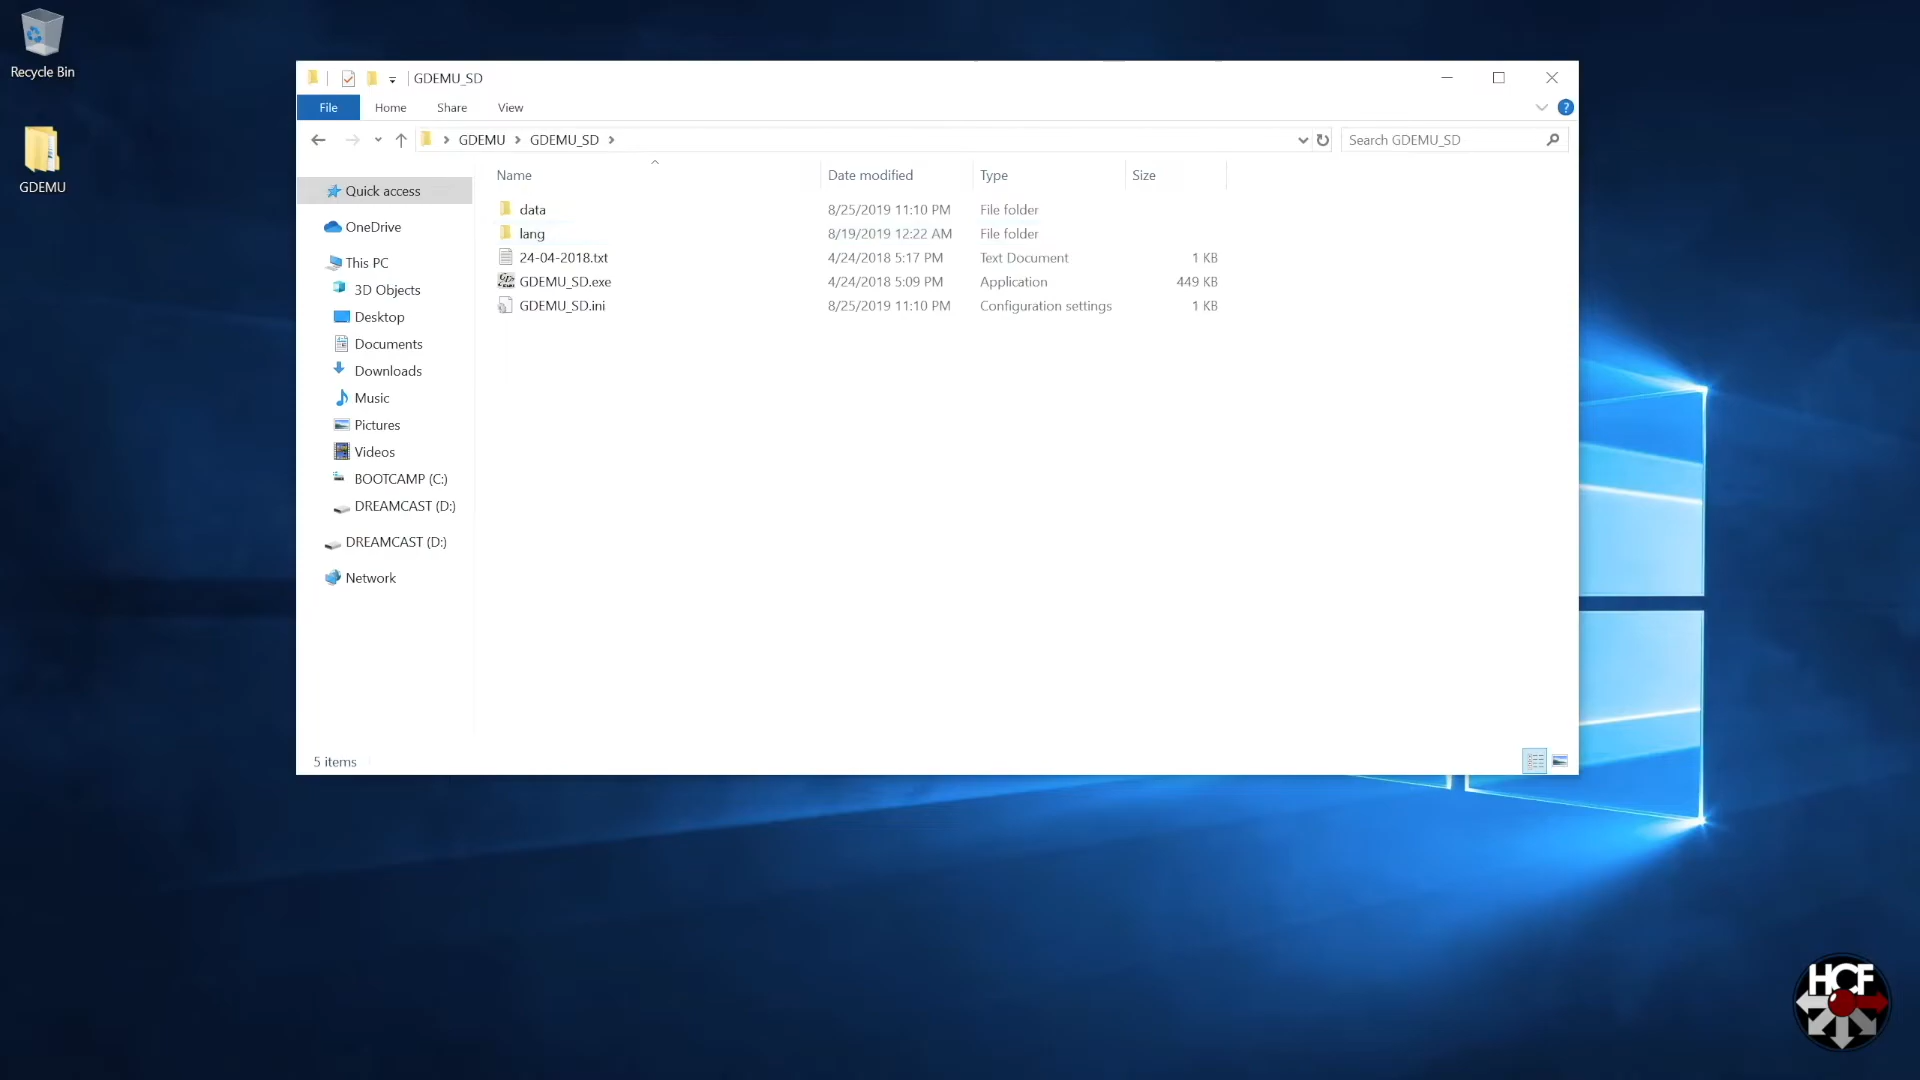 Recycle Bin
GDEMU
GDEMU_SD
File Home Share View
GDEMU GDEMU_SD
Search GDEMU_SD
Name Date modified Type Size
Quick access
OneDrive
This PC
3D Objects
Desktop
Documents
Downloads
Music
Pictures
Videos
BOOTCAMP (C:)
DREAMCAST (D:)
DREAMCAST (D:)
Network
data 8/25/2019 11:10 PM File folder
lang 8/19/2019 12:22 AM File folder
24-04-2018.txt 4/24/2018 5:17 PM Text Document 1 KB
GDEMU_SD.exe 4/24/2018 5:09 PM Application 449 KB
GDEMU_SD.ini 8/25/2019 11:10 PM Configuration settings 1 KB
5 items
HCF